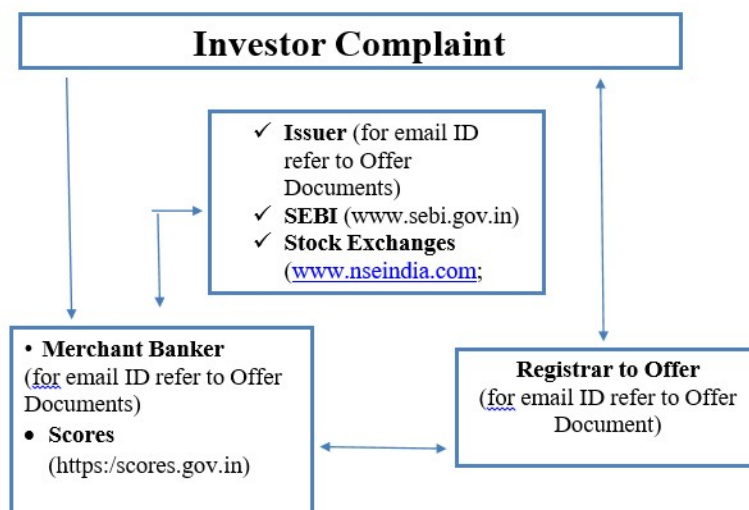 Investor Complaint
✓ Issuer (for email ID
refer to Offer
Documents)
✓ SEBI (www.sebi.gov.in)
✓ Stock Exchanges
(www.nseindia.com;
• Merchant Banker
(for email ID refer to Offer
Documents)
• Scores
(https:/scores.gov.in)
Registrar to Offer
(for email ID refer to Offer
Document)